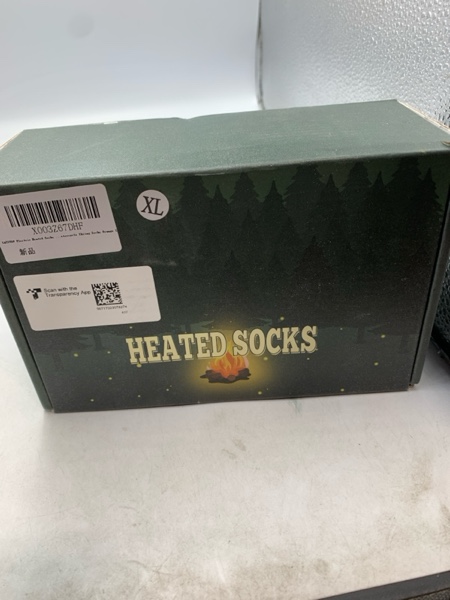 X003Z67DHP
新品
XL
Scan with the
Transparency App
HEATED SOCKS